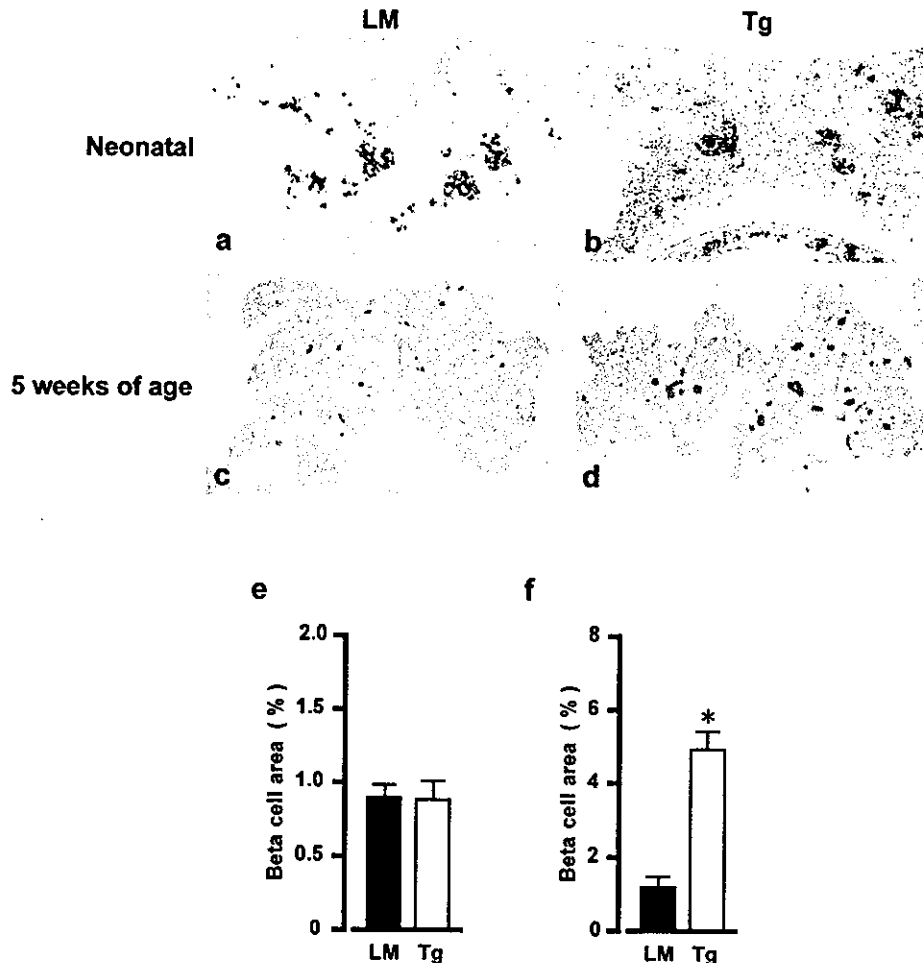 LM Tg
Neonatal
a b
5 weeks of age
c d
e f
2.0
1.5
1.0
0.5
0
Beta cell area ( % )
LM Tg
8
6
4
2
0
Beta cell area ( % )
*
LM Tg